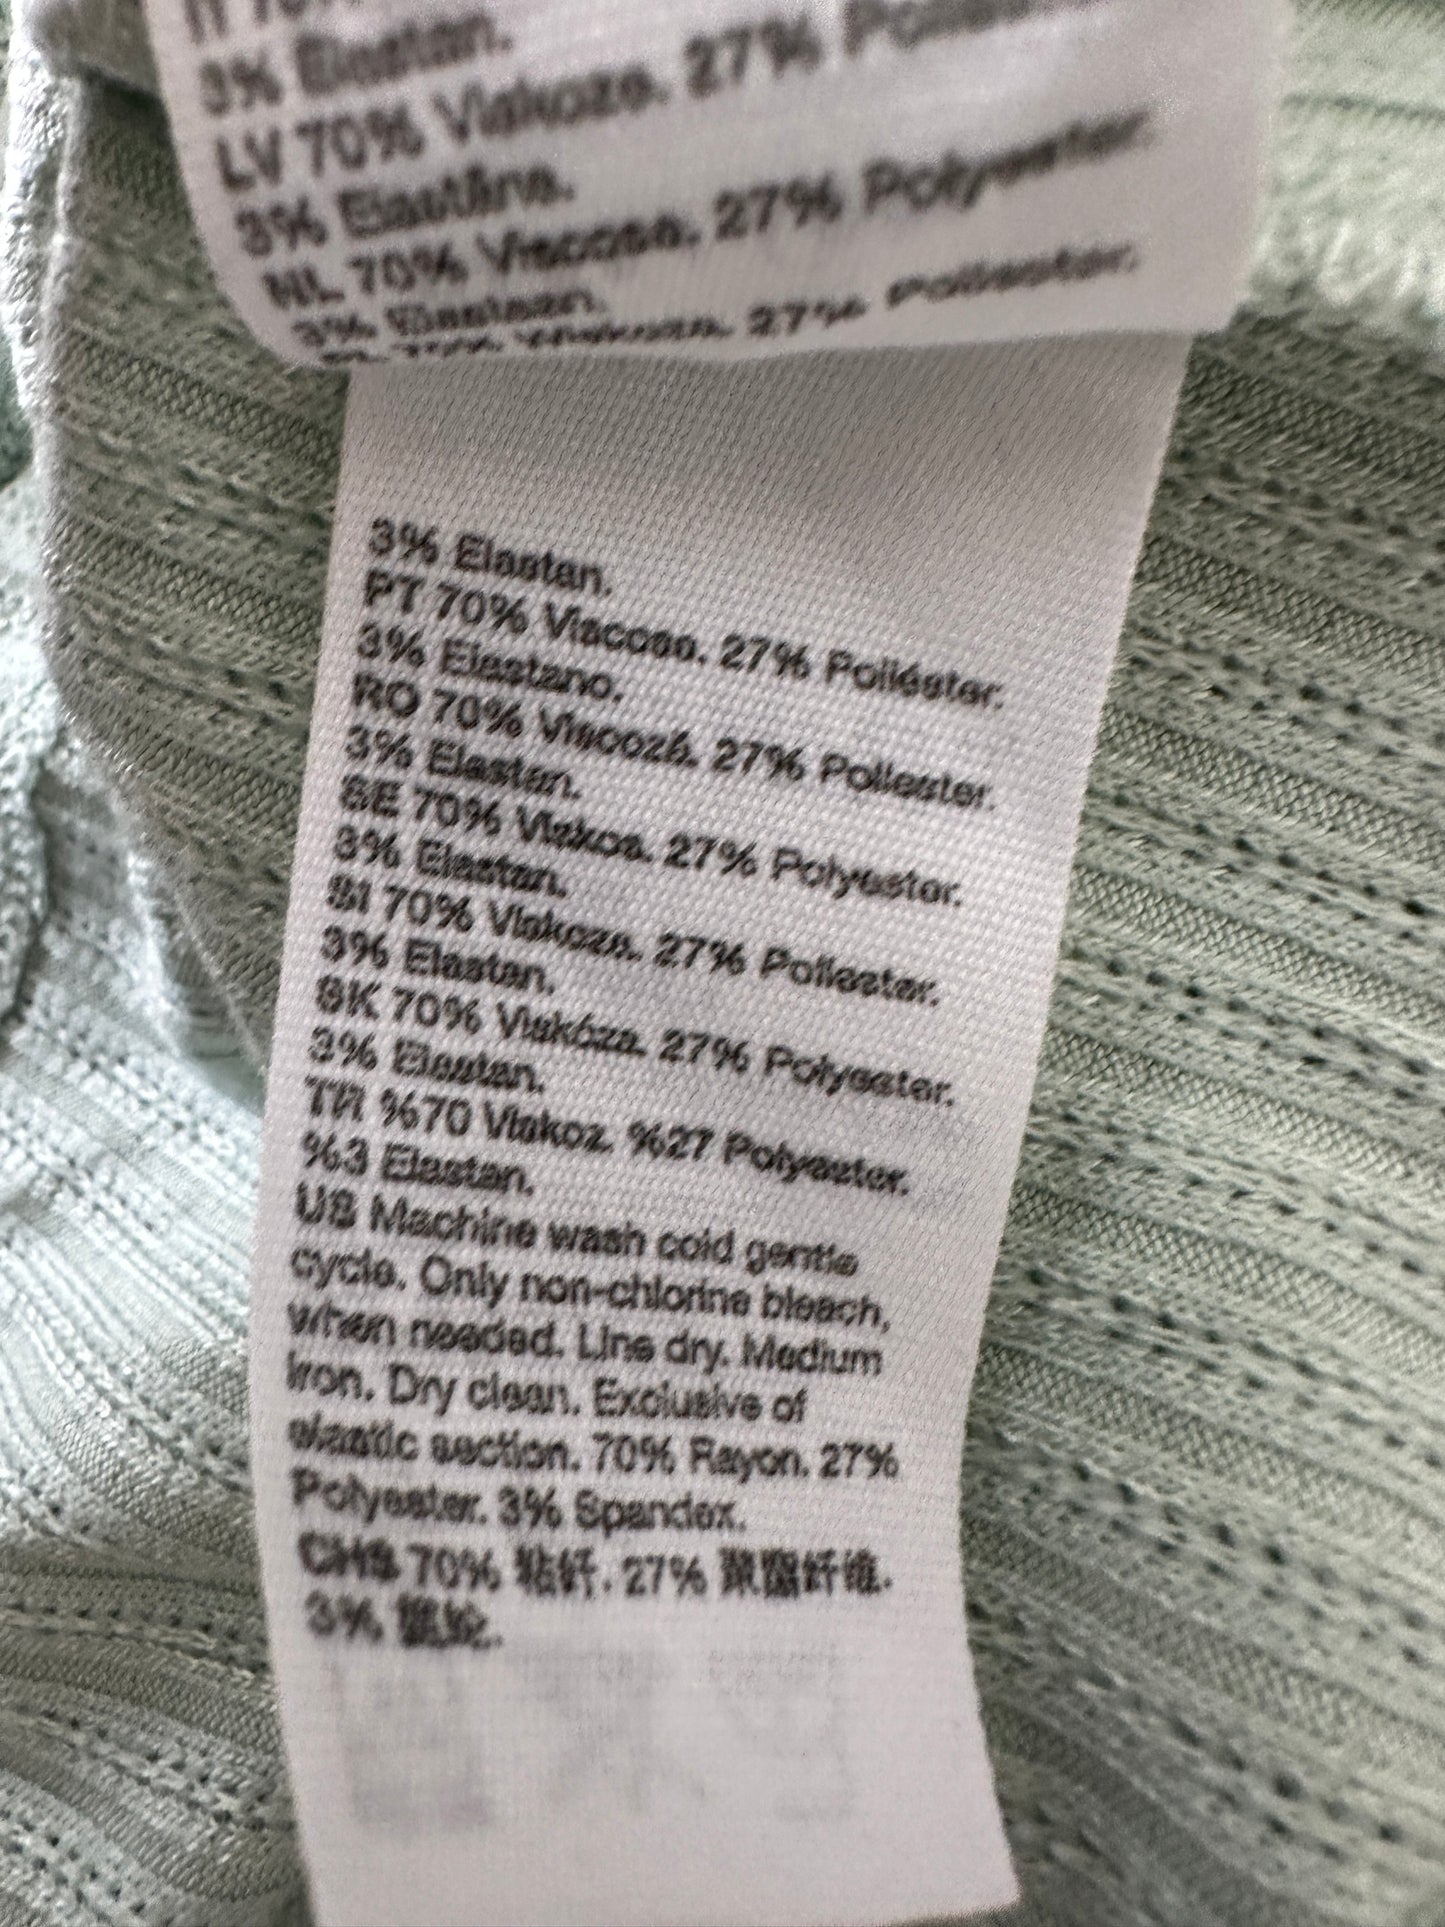 3% Elastan.
LV 70% Viskoze. 27%
3% Elastāns.
NL 70% Viscose. 27% Polyester.
3% Elastaan.
70% Wiskoza. 27% Poliester.
3% Elastan.
PT 70% Viscose. 27% Poliéster.
3% Elastano.
RO 70% Viscoză. 27% Poliester.
3% Elastan.
SE 70% Viskos. 27% Polyester.
3% Elastan.
SI 70% Viskoza. 27% Poliester.
3% Elastan.
SK 70% Viskóza. 27% Polyester.
3% Elastan.
TR %70 Viskoz. %27 Polyester.
%3 Elastan.
US Machine wash cold gentle
cycle. Only non-chlorine bleach,
when needed. Line dry. Medium
iron. Dry clean. Exclusive of
elastic section. 70% Rayon. 27%
Polyester. 3% Spandex.
CHS 70% 粘纤. 27% 聚酯纤维.
3% 氨纶.